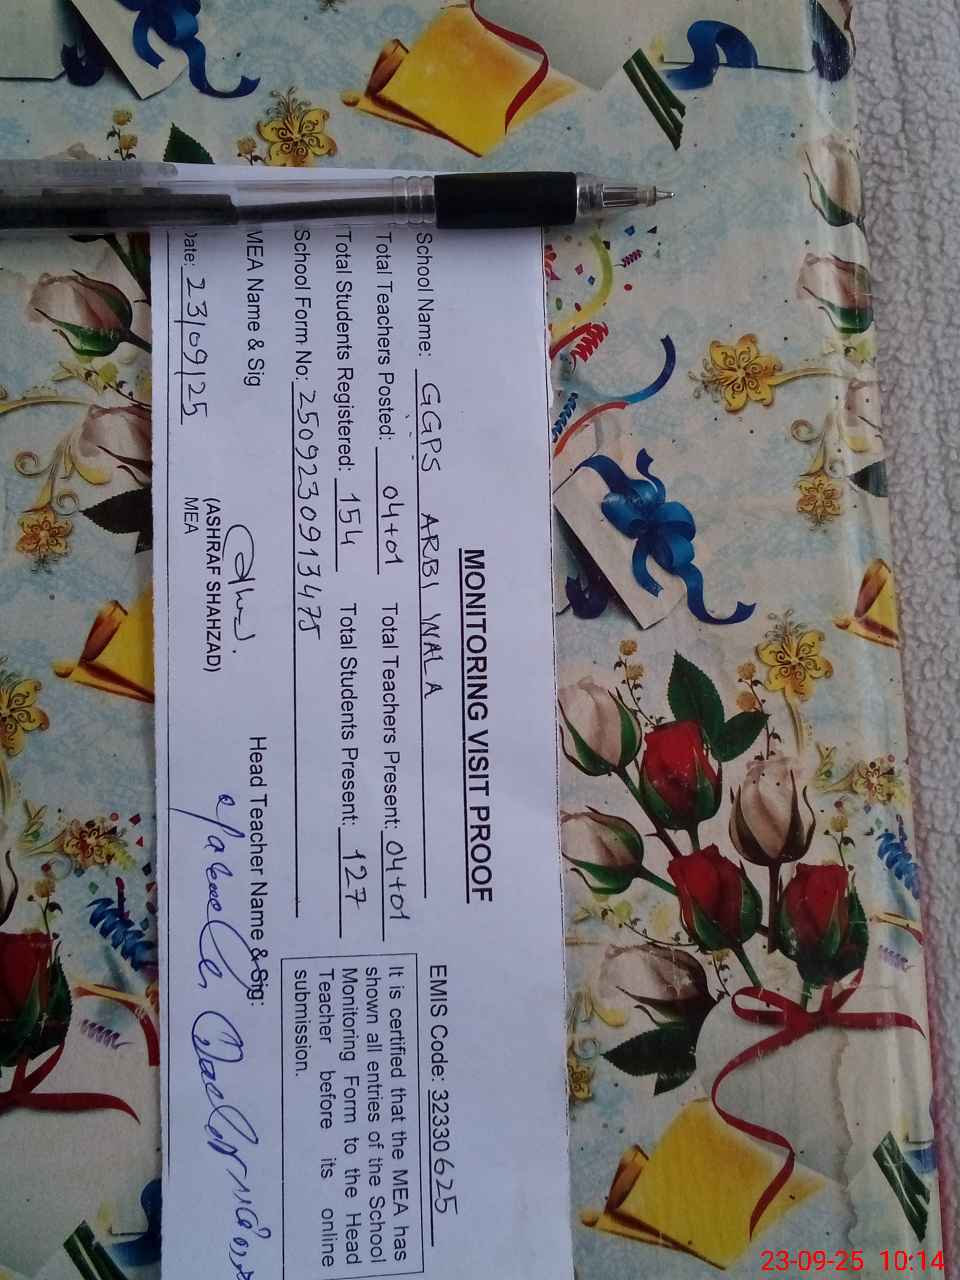 MONITORING VISIT PROOF
School Name: GGPS ARBI WALA EMIS Code: 32330625
Total Teachers Posted: 04+01 Total Teachers Present: 04+01
Total Students Registered: 154 Total Students Present: 127
School Form No: 2509230913475
It is certified that the MEA has
shown all entries of the School
Monitoring Form to the Head
Teacher before its online
submission.
MEA Name & Sig Head Teacher Name & Sig:
(ASHRAF SHAHZAD)
MEA
Date: 23/09/25
23-09-25 10:14